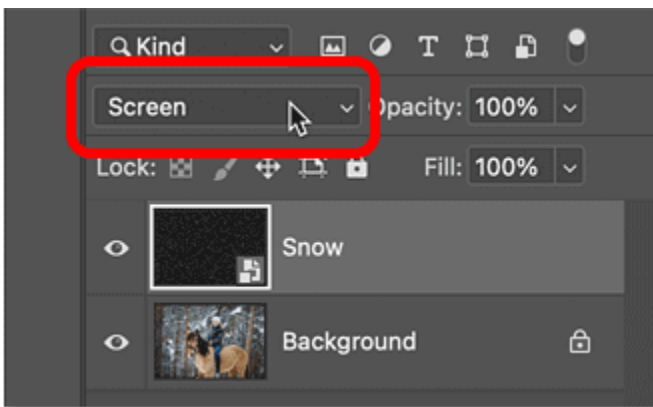 Kind
T
Screen Opacity: 100%
Lock: Fill: 100%
Snow
Background